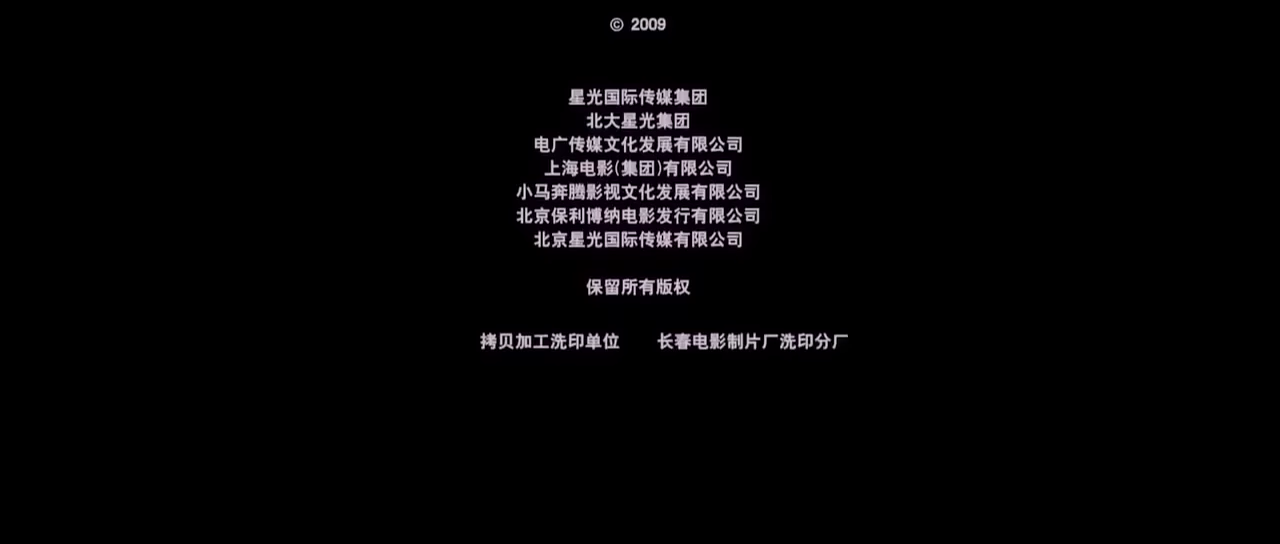 © 2009
星光国际传媒集团
北大星光集团
电广传媒文化发展有限公司
上海电影(集团)有限公司
小马奔腾影视文化发展有限公司
北京保利博纳电影发行有限公司
北京星光国际传媒有限公司
保留所有版权
拷贝加工洗印单位 长春电影制片厂洗印分厂